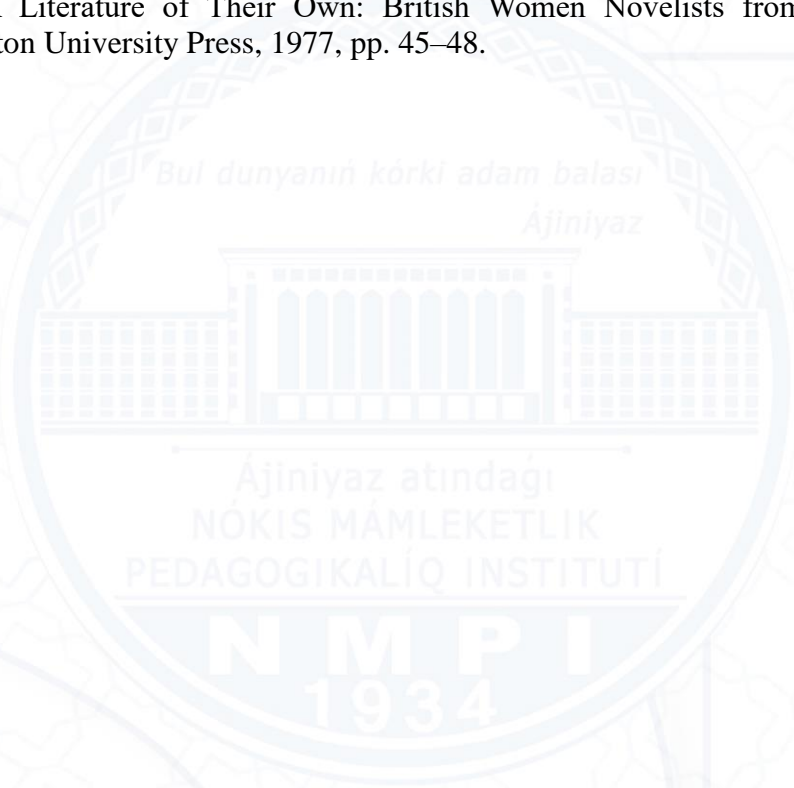 Literature of Their Own: British Women Novelists from
ton University Press, 1977, pp. 45–48.
Bul dunyanıń kórki adam balası
Ájiniyaz
Ájiniyaz atındaǵı
NÓKIS MÁMLEKETLIK
PEDAGOGIKALÍQ INSTITUTÍ
NMPI
1934